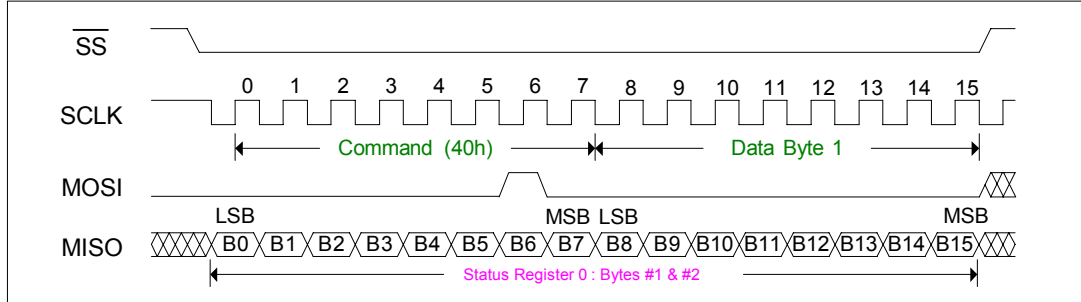 SS
0 1 2 3 4 5 6 7 8 9 10 11 12 13 14 15
SCLK
Command (40h) Data Byte 1
MOSI
LSB MSB LSB MSB
MISO B0 B1 B2 B3 B4 B5 B6 B7 B8 B9 B10 B11 B12 B13 B14 B15
Status Register 0 : Bytes #1 & #2